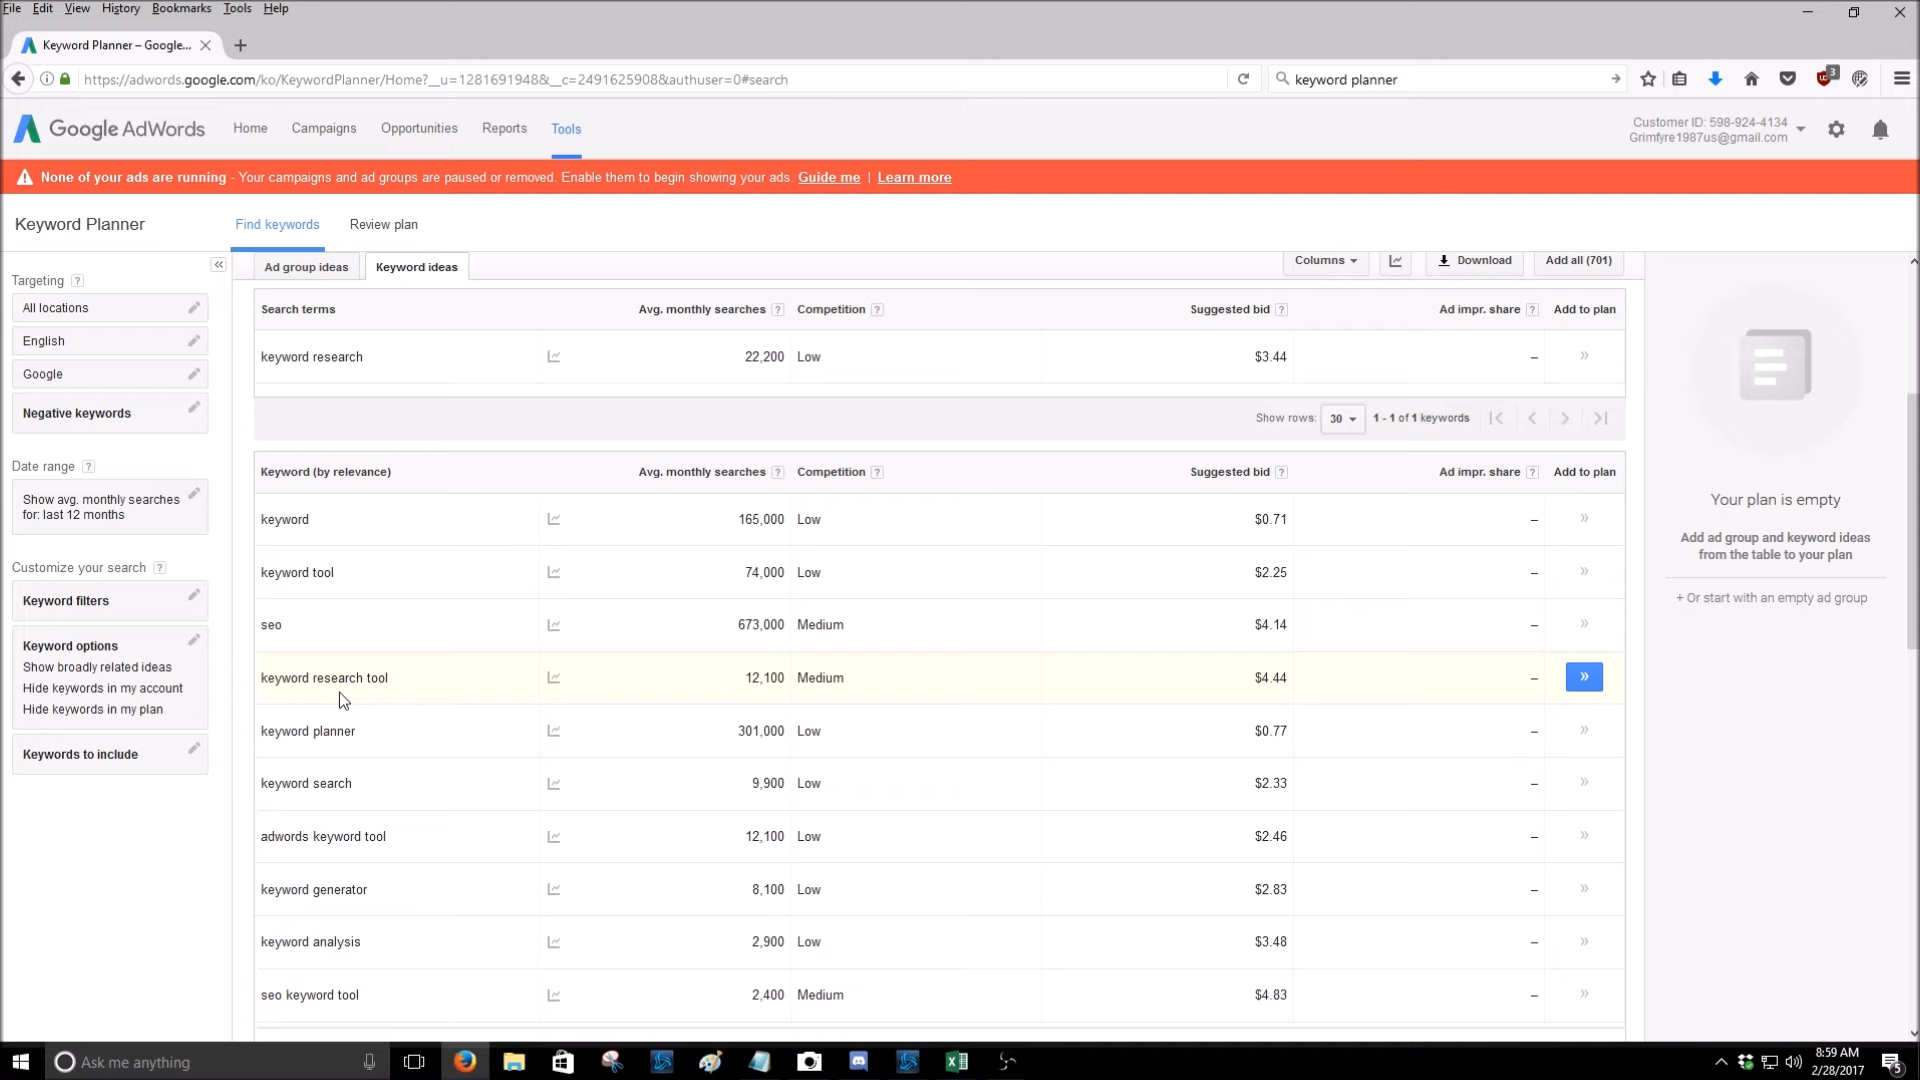 File Edit View History Bookmarks Tools Help
Keyword Planner – Google...
https://adwords.google.com/ko/KeywordPlanner/Home?__u=1281691948&__c=2491625908&authuser=0#search
keyword planner
3
Google AdWords
Home Campaigns Opportunities Reports Tools
Customer ID: 598-924-4134
Grimfyre1987us@gmail.com
None of your ads are running - Your campaigns and ad groups are paused or removed. Enable them to begin showing your ads. Guide me | Learn more
Keyword Planner
Find keywords Review plan
Targeting ?
All locations
English
Google
Negative keywords
Date range ?
Show avg. monthly searches
for: last 12 months
Customize your search ?
Keyword filters
Keyword options
Show broadly related ideas
Hide keywords in my account
Hide keywords in my plan
Keywords to include
Ad group ideas Keyword ideas
Columns Download Add all (701)
Search terms Avg. monthly searches ? Competition ? Suggested bid ? Ad impr. share ? Add to plan
keyword research 22,200 Low $3.44 – »
Show rows: 30 1 - 1 of 1 keywords
Keyword (by relevance) Avg. monthly searches ? Competition ? Suggested bid ? Ad impr. share ? Add to plan
keyword 165,000 Low $0.71 – »
keyword tool 74,000 Low $2.25 – »
seo 673,000 Medium $4.14 – »
keyword research tool 12,100 Medium $4.44 – »
keyword planner 301,000 Low $0.77 – »
keyword search 9,900 Low $2.33 – »
adwords keyword tool 12,100 Low $2.46 – »
keyword generator 8,100 Low $2.83 – »
keyword analysis 2,900 Low $3.48 – »
seo keyword tool 2,400 Medium $4.83 – »
Your plan is empty
Add ad group and keyword ideas
from the table to your plan
+ Or start with an empty ad group
Ask me anything
8:59 AM
2/28/2017
5